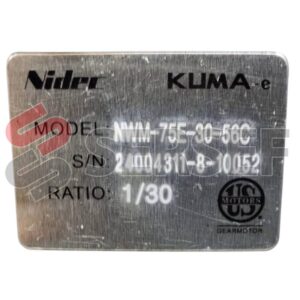 Nidec KUMA-e
MODEL NWM-75E-30-56C
S/N: 24004311-8-10052
RATIO: 1/30
US
MOTORS
GEARMOTOR